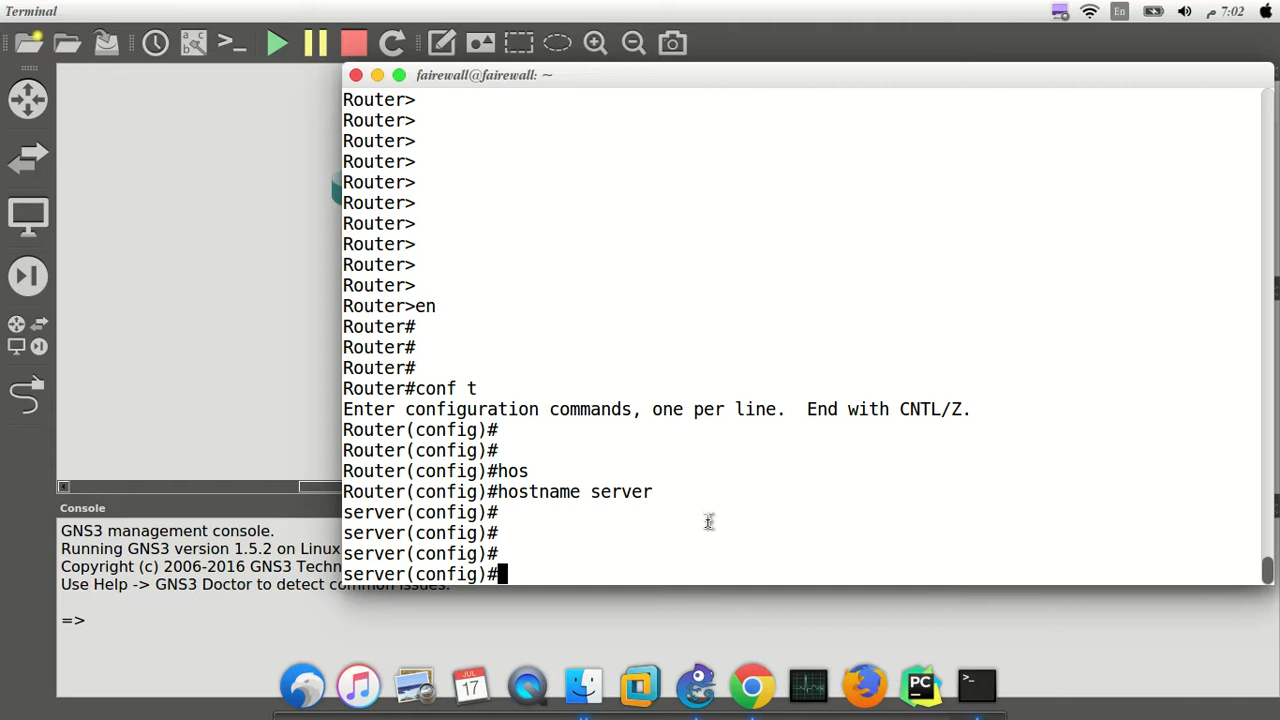 Terminal
En
م 7:02
fairewall@fairewall: ~
Router>
Router>
Router>
Router>
Router>
Router>
Router>
Router>
Router>
Router>
Router>en
Router#
Router#
Router#
Router#conf t
Enter configuration commands, one per line.  End with CNTL/Z.
Router(config)#
Router(config)#
Router(config)#hos
Router(config)#hostname server
server(config)#
server(config)#
server(config)#
server(config)#
Console
GNS3 management console.
Running GNS3 version 1.5.2 on Linux
Copyright (c) 2006-2016 GNS3 Techn
Use Help -> GNS3 Doctor to detect common issues.
=>
JUL
17
PC
>_